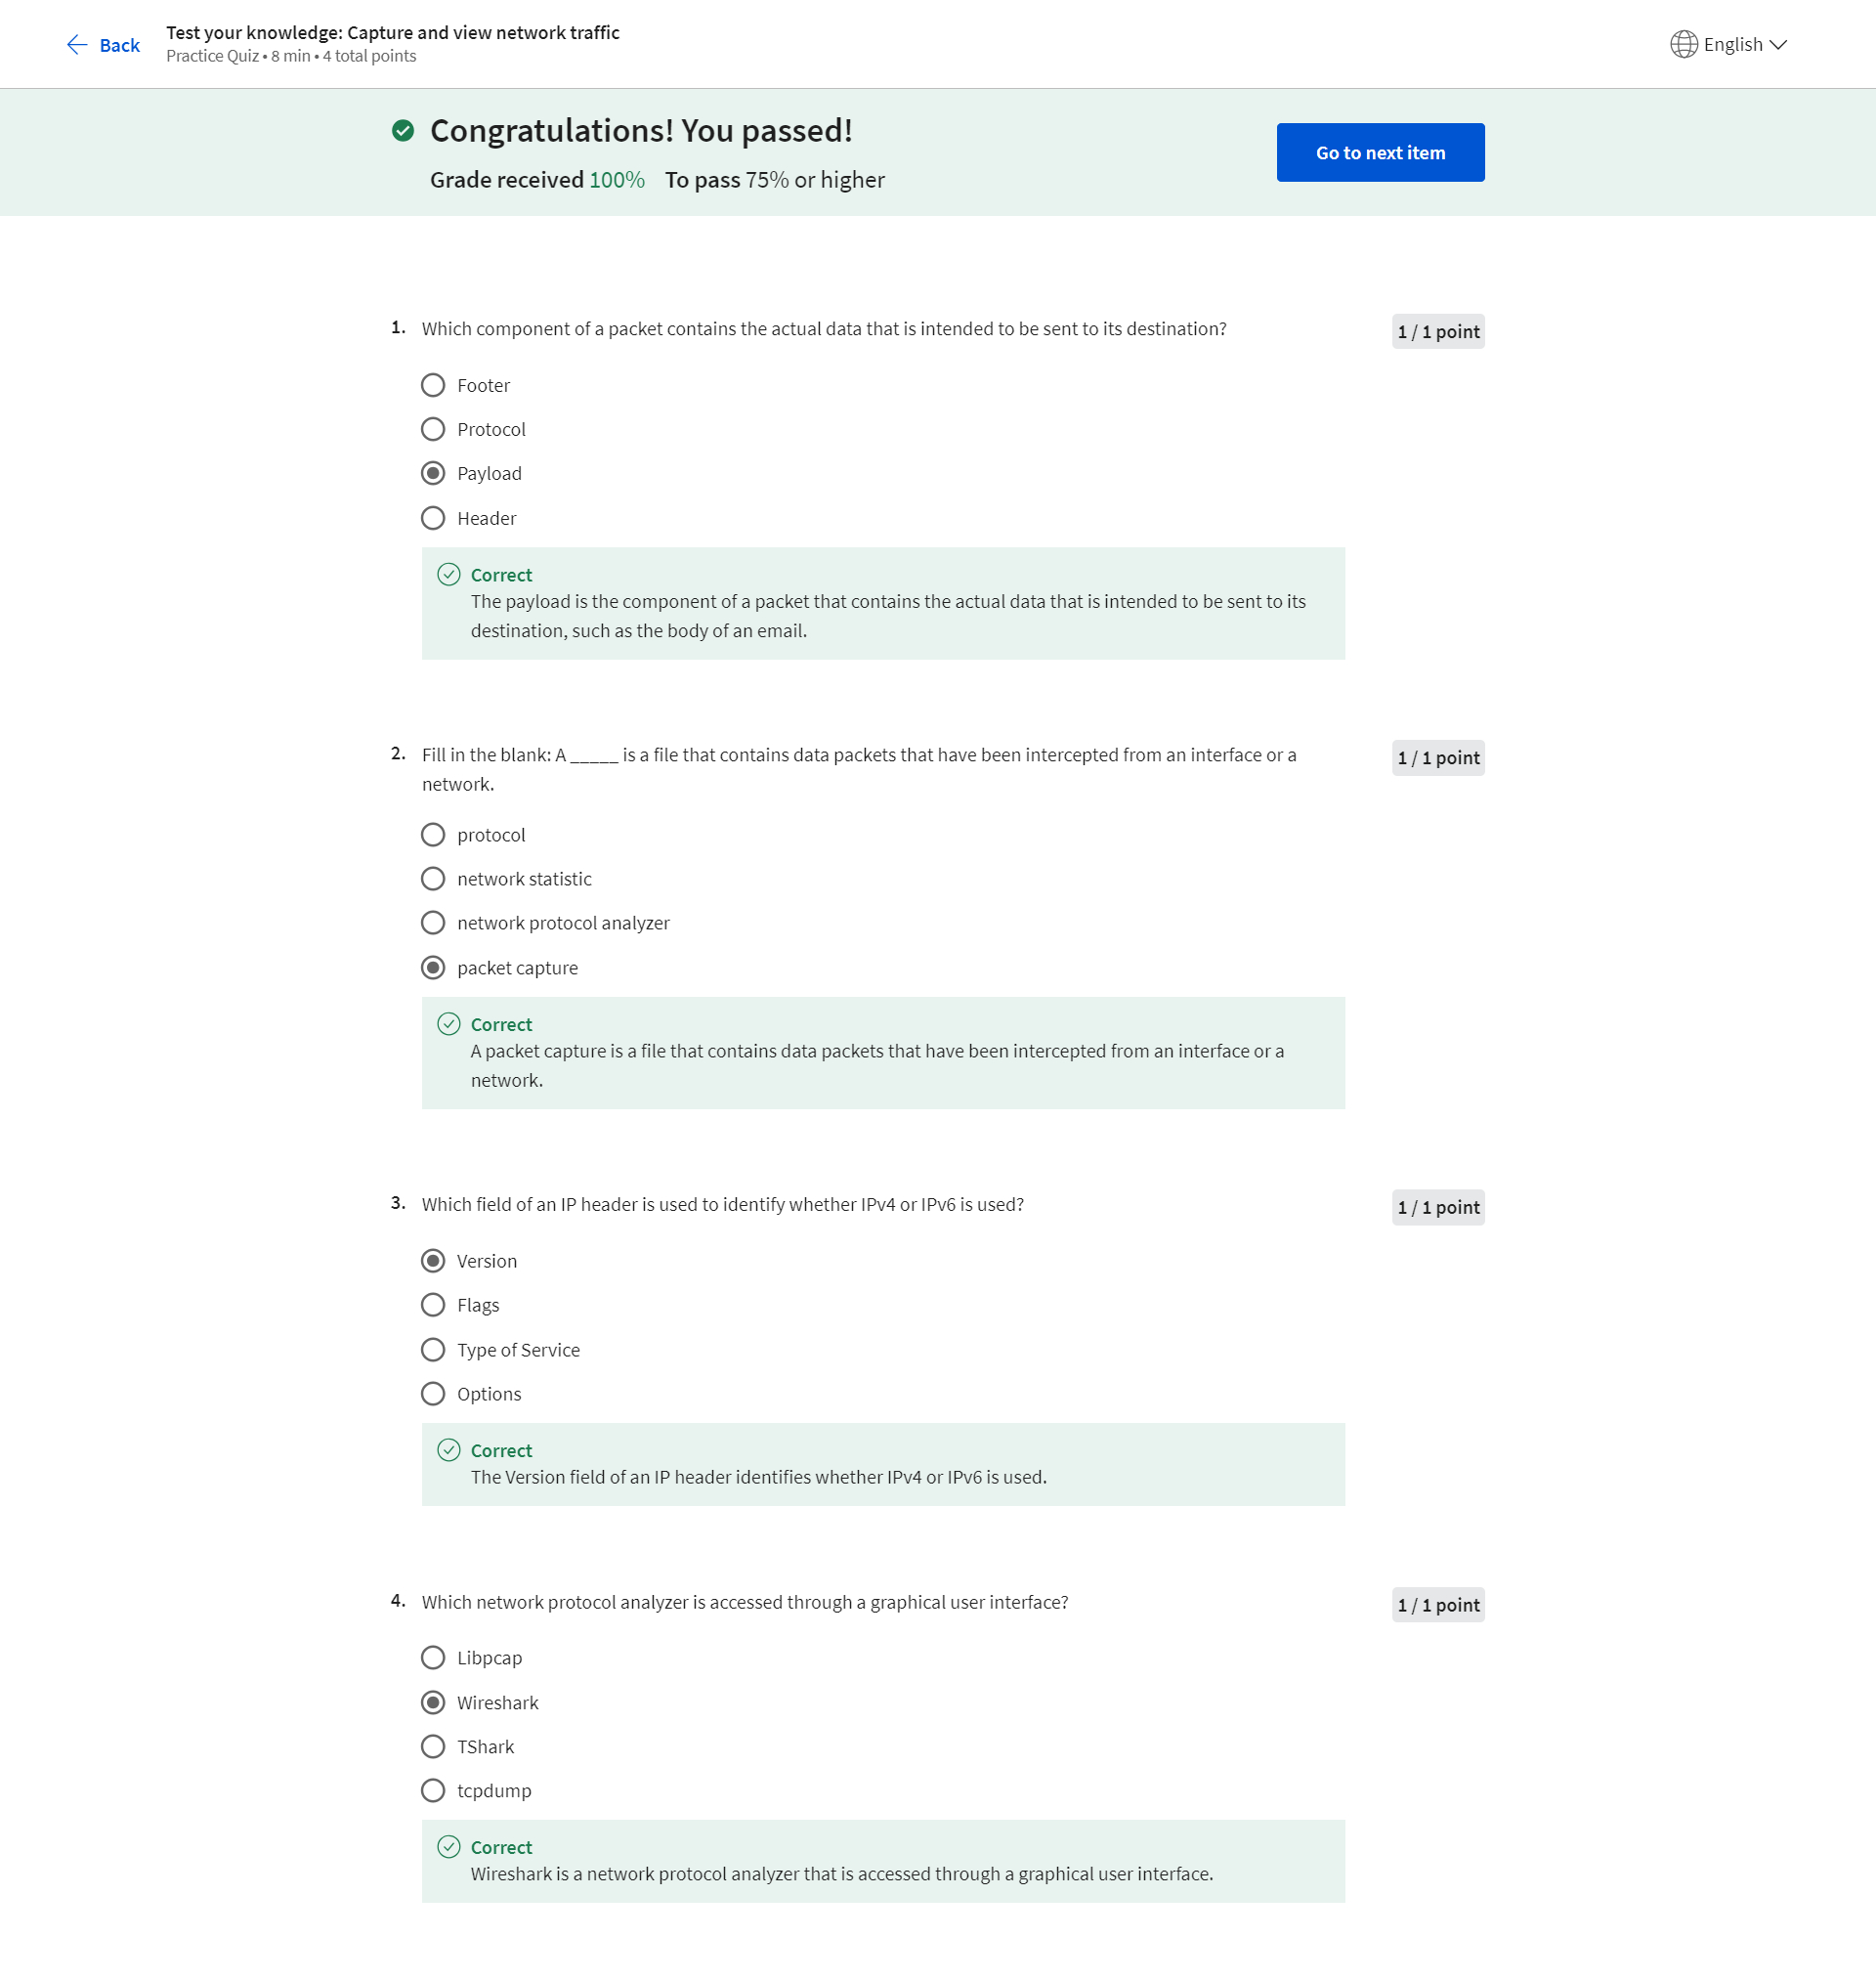 Back
Test your knowledge: Capture and view network traffic
Practice Quiz • 8 min • 4 total points
English
Congratulations! You passed!
Grade received 100% To pass 75% or higher
Go to next item
1. Which component of a packet contains the actual data that is intended to be sent to its destination?
1 / 1 point
Footer
Protocol
Payload
Header
Correct
The payload is the component of a packet that contains the actual data that is intended to be sent to its
destination, such as the body of an email.
2. Fill in the blank: A _____ is a file that contains data packets that have been intercepted from an interface or a
network.
1 / 1 point
protocol
network statistic
network protocol analyzer
packet capture
Correct
A packet capture is a file that contains data packets that have been intercepted from an interface or a
network.
3. Which field of an IP header is used to identify whether IPv4 or IPv6 is used?
1 / 1 point
Version
Flags
Type of Service
Options
Correct
The Version field of an IP header identifies whether IPv4 or IPv6 is used.
4. Which network protocol analyzer is accessed through a graphical user interface?
1 / 1 point
Libpcap
Wireshark
TShark
tcpdump
Correct
Wireshark is a network protocol analyzer that is accessed through a graphical user interface.